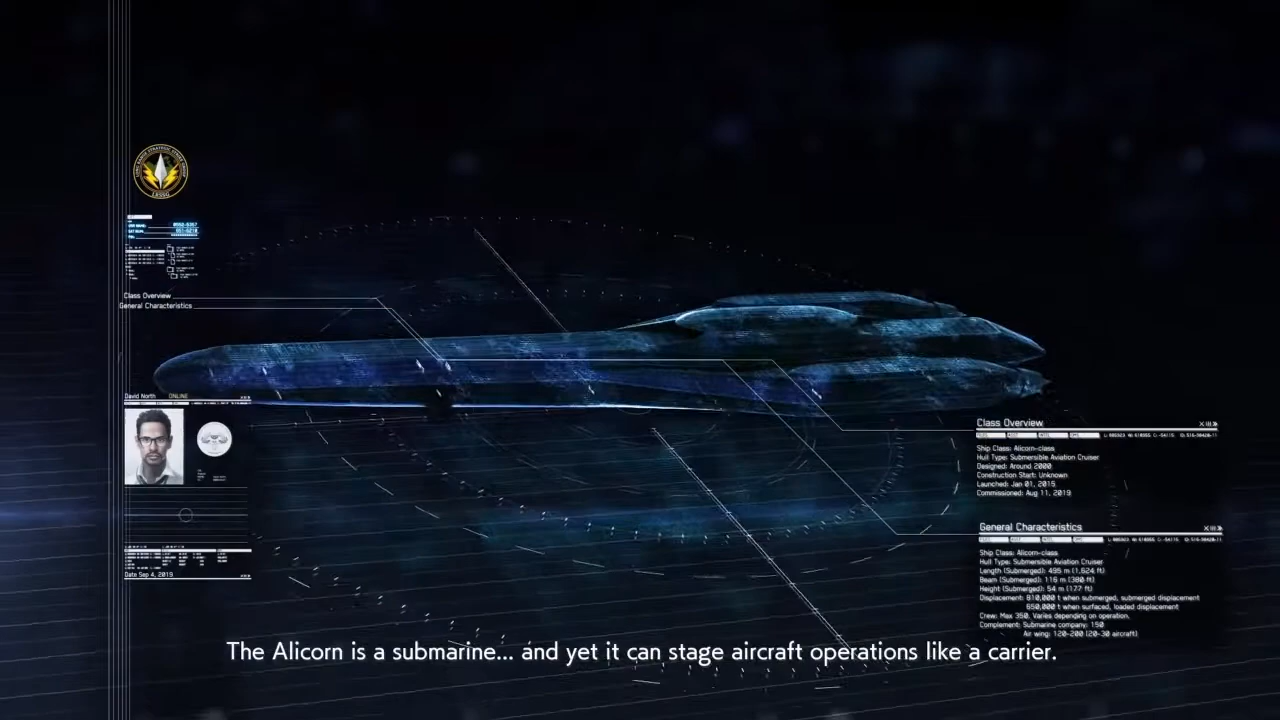 LRSSG
Class Overview
General Characteristics
David North ONLINE
Date Sep 4, 2019
Class Overview
Ship Class: Alicorn-class
Hull Type: Submersible Aviation Cruiser
Designed: Around 2000
Construction Start: Unknown
Launched: Jan 01, 2015
Commissioned: Aug 11, 2019
General Characteristics
Ship Class: Alicorn-class
Hull Type: Submersible Aviation Cruiser
Length (Submerged): 495 m (1,624 ft)
Beam (Submerged): 116 m (380 ft)
Height (Submerged): 54 m (177 ft)
Displacement: 810,000 t when submerged, submerged displacement
650,000 t when surfaced, loaded displacement
Crew: Max 350. Varies depending on operation.
Complement: Submarine company: 150
Air wing: 120-200 (20-30 aircraft)
The Alicorn is a submarine... and yet it can stage aircraft operations like a carrier.